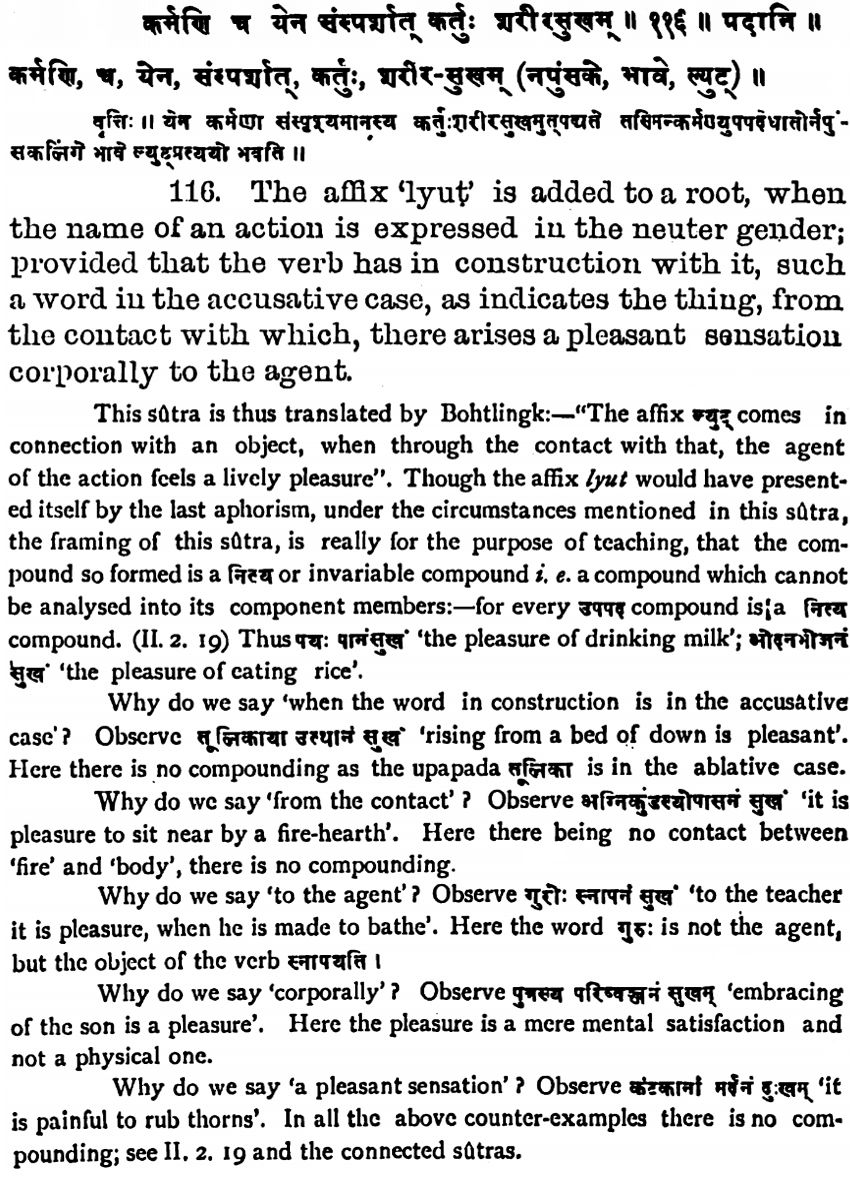 कर्मणि च येन संस्पर्शात् कर्तुः शरीरसुखम् ॥ ११६ ॥ पदानि ॥
कर्मणि, च, येन, संस्पर्शात्, कर्तुः, शरीर-सुखम् (नपुंसके, भावे, ल्युट्) ॥
वृत्तिः ॥ येन कर्मणा संस्पृश्यमानस्य कर्तुःशरीरसुखमुत्पद्यते तस्मिन्कर्मण्युपपदेधातोर्नपुं-
सकलिंगे भावे ल्युट्प्रत्ययो भवति ॥
116. The affix ‘lyuṭ’ is added to a root, when
the name of an action is expressed in the neuter gender;
provided that the verb has in construction with it, such
a word in the accusative case, as indicates the thing, from
the contact with which, there arises a pleasant sensation
corporally to the agent.
This sûtra is thus translated by Bohtlingk:—“The affix ल्युट् comes in
connection with an object, when through the contact with that, the agent
of the action feels a lively pleasure”. Though the affix lyut would have present-
ed itself by the last aphorism, under the circumstances mentioned in this sûtra,
the framing of this sûtra, is really for the purpose of teaching, that the com-
pound so formed is a नित्य or invariable compound i. e. a compound which cannot
be analysed into its component members:—for every उपपद compound is a नित्य
compound. (II. 2. 19) Thus पयः पानंसुखं ‘the pleasure of drinking milk’; ओदनभोजनं
सुखं ‘the pleasure of eating rice’.
Why do we say ‘when the word in construction is in the accusative
case’? Observe तूलिकाया उत्थानं सुखं ‘rising from a bed of down is pleasant’.
Here there is no compounding as the upapada तूलिका is in the ablative case.
Why do we say ‘from the contact’ ? Observe अग्निकुंडस्योपासनं सुखं ‘it is
pleasure to sit near by a fire-hearth’. Here there being no contact between
‘fire’ and ‘body’, there is no compounding.
Why do we say ‘to the agent’? Observe गुरोः स्नापनं सुखं ‘to the teacher
it is pleasure, when he is made to bathe’. Here the word गुरुः is not the agent,
but the object of the verb स्नापयति ।
Why do we say ‘corporally’? Observe पुत्रस्य परिष्वञ्जनं सुखम् ‘embracing
of the son is a pleasure’. Here the pleasure is a mere mental satisfaction and
not a physical one.
Why do we say ‘a pleasant sensation’ ? Observe कंटकानां मर्दनं दुःखम् ‘it
is painful to rub thorns’. In all the above counter-examples there is no com-
pounding; see II. 2. 19 and the connected sûtras.